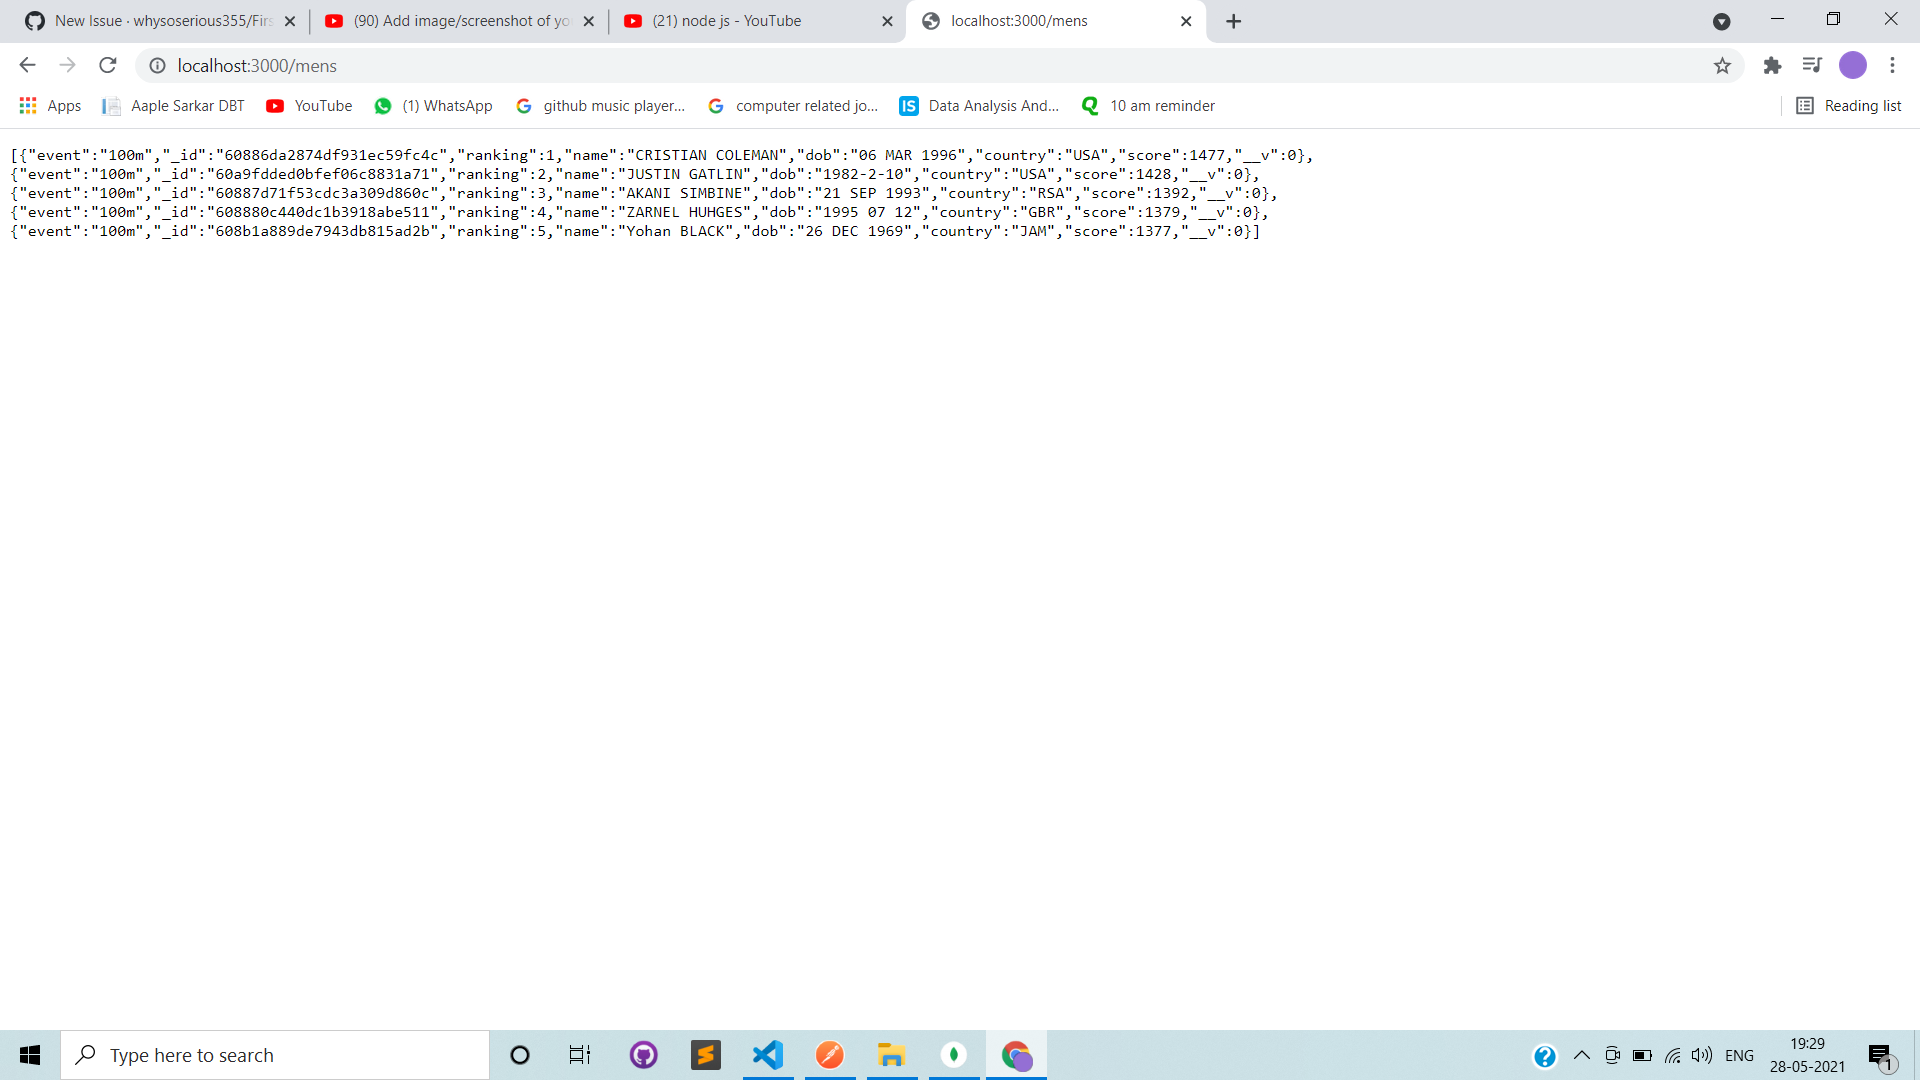 New Issue · whysoserious355/Firs
(90) Add image/screenshot of yo
(21) node js - YouTube
localhost:3000/mens
localhost:3000/mens
Apps
Aaple Sarkar DBT
YouTube
(1) WhatsApp
github music player...
computer related jo...
IS
Data Analysis And...
10 am reminder
Reading list
[{"event":"100m","_id":"60886da2874df931ec59fc4c","ranking":1,"name":"CRISTIAN COLEMAN","dob":"06 MAR 1996","country":"USA","score":1477,"__v":0},
{"event":"100m","_id":"60a9fdded0bfef06c8831a71","ranking":2,"name":"JUSTIN GATLIN","dob":"1982-2-10","country":"USA","score":1428,"__v":0},
{"event":"100m","_id":"60887d71f53cdc3a309d860c","ranking":3,"name":"AKANI SIMBINE","dob":"21 SEP 1993","country":"RSA","score":1392,"__v":0},
{"event":"100m","_id":"608880c440dc1b3918abe511","ranking":4,"name":"ZARNEL HUHGES","dob":"1995 07 12","country":"GBR","score":1379,"__v":0},
{"event":"100m","_id":"608b1a889de7943db815ad2b","ranking":5,"name":"Yohan BLACK","dob":"26 DEC 1969","country":"JAM","score":1377,"__v":0}]
Type here to search
ENG
19:29
28-05-2021
1